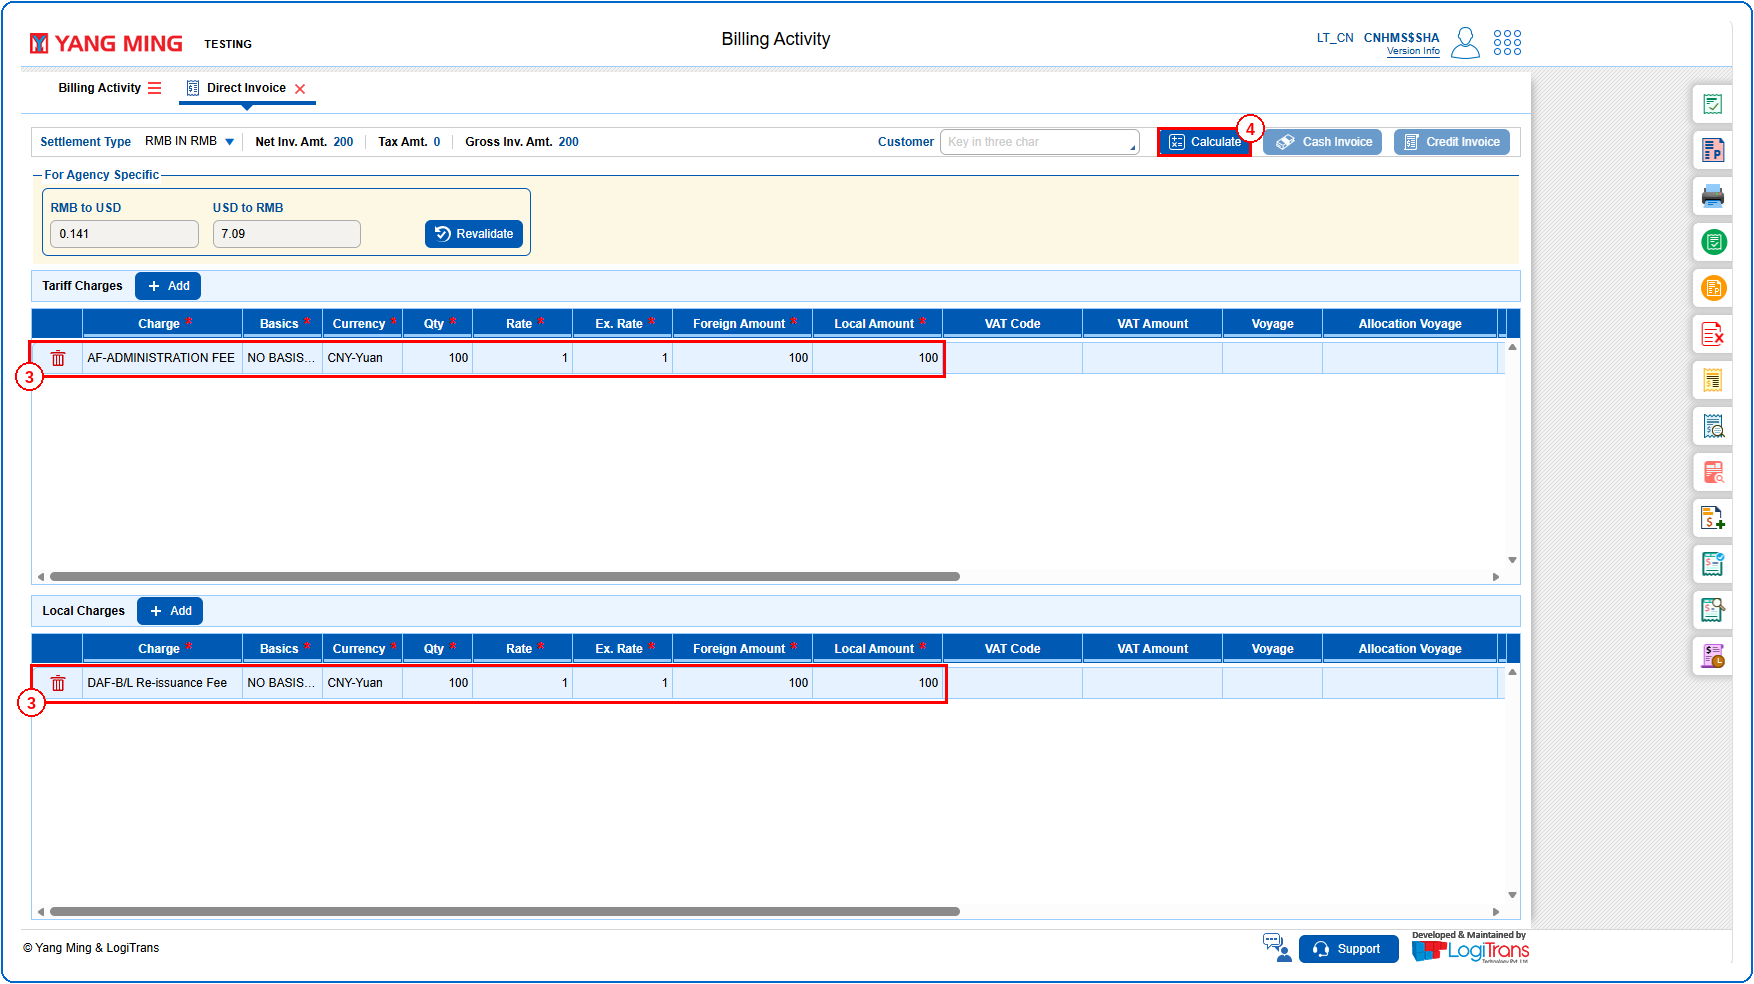 YANG MING TESTING Billing Activity LT_CN CNHMS$SHA
Version Info
Billing Activity Direct Invoice
Settlement Type RMB IN RMB Net Inv. Amt. 200 Tax Amt. 0 Gross Inv. Amt. 200 Customer Key in three char Calculate 4 Cash Invoice Credit Invoice
For Agency Specific
RMB to USD USD to RMB
0.141 7.09 Revalidate
Tariff Charges + Add
Charge * Basics * Currency * Qty * Rate * Ex. Rate * Foreign Amount * Local Amount * VAT Code VAT Amount Voyage Allocation Voyage
AF-ADMINISTRATION FEE NO BASIS... CNY-Yuan 100 1 1 100 100
3
Local Charges + Add
Charge * Basics * Currency * Qty * Rate * Ex. Rate * Foreign Amount * Local Amount * VAT Code VAT Amount Voyage Allocation Voyage
DAF-B/L Re-issuance Fee NO BASIS... CNY-Yuan 100 1 1 100 100
3
© Yang Ming & LogiTrans Support Developed & Maintained by
LogiTrans
Technology Pvt. Ltd